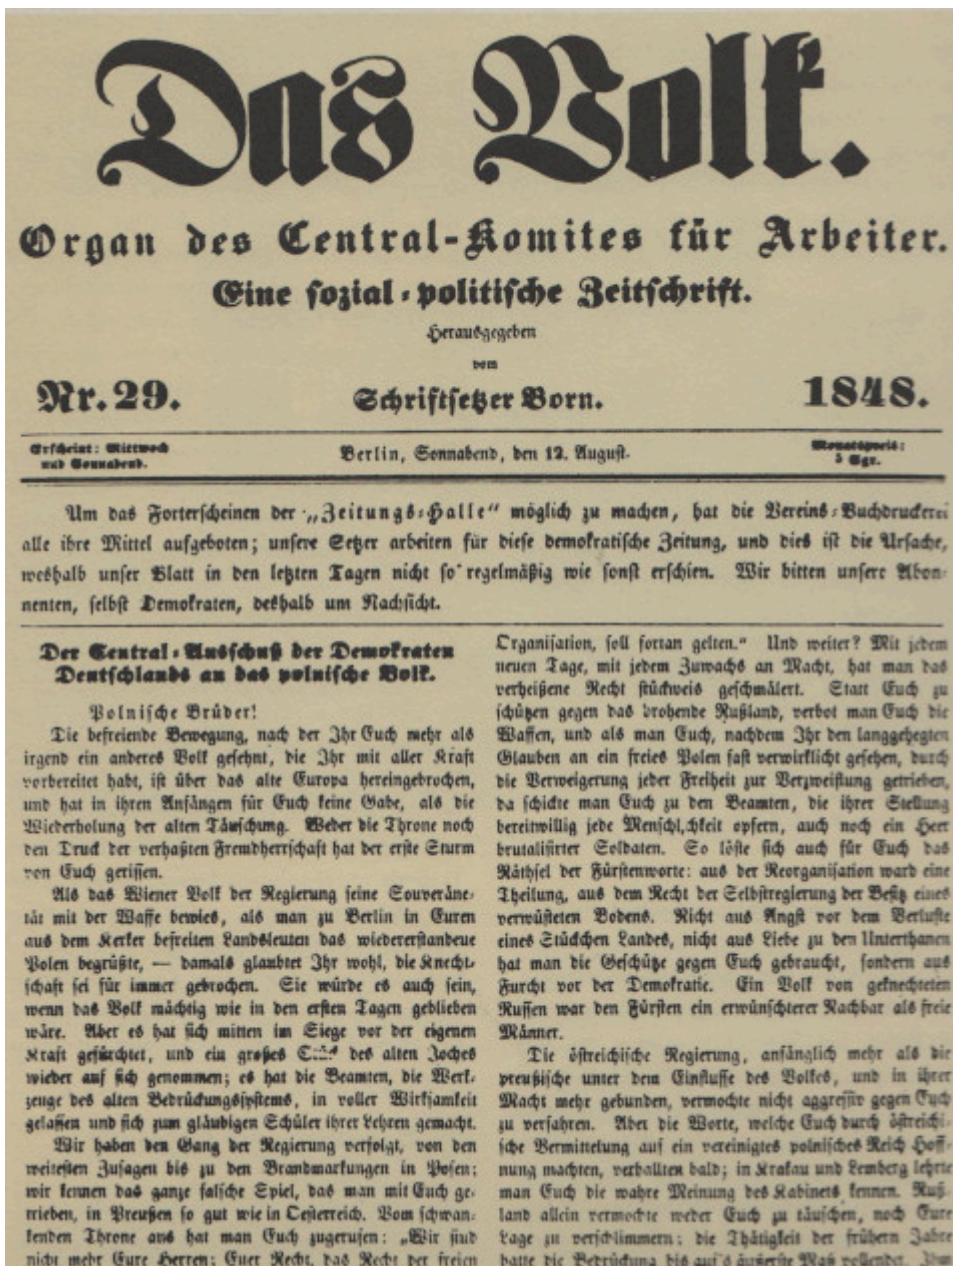 Das Volk.
Organ des Central-Komites für Arbeiter.
Eine sozial-politische Zeitschrift.
Herausgegeben
vom
Nr. 29.
Schriftsetzer Born.
1848.
Erscheint: Mittwoch
und Sonnabend.
Berlin, Sonnabend, den 12. August.
Monatspreis:
5 Sgr.
Um das Forterscheinen der „Zeitungs-Halle“ möglich zu machen, hat die Vereins-Buchdruckerei
alle ihre Mittel aufgeboten; unsere Setzer arbeiten für diese demokratische Zeitung, und dies ist die Ursache,
weshalb unser Blatt in den letzten Tagen nicht so regelmäßig wie sonst erschien. Wir bitten unsere Abon-
nenten, selbst Demokraten, deshalb um Nachsicht.
Der Central-Ausschuß der Demokraten
Deutschlands an das polnische Volk.
Polnische Brüder!
Die befreiende Bewegung, nach der Ihr Euch mehr als
irgend ein anderes Volk gesehnt, die Ihr mit aller Kraft
vorbereitet habt, ist über das alte Europa hereingebrochen,
und hat in ihren Anfängen für Euch keine Gabe, als die
Wiederholung der alten Täuschung. Weder die Throne noch
den Druck der verhaßten Fremdherrschaft hat der erste Sturm
von Euch gerissen.
Als das Wiener Volk der Regierung seine Souveräne-
tät mit der Waffe bewies, als man zu Berlin in Euren
aus dem Kerker befreiten Landsleuten das wiedererstandene
Polen begrüßte, — damals glaubtet Ihr wohl, die Knecht-
schaft sei für immer gebrochen. Sie würde es auch sein,
wenn das Volk mächtig wie in den ersten Tagen geblieben
wäre. Aber es hat sich mitten im Siege vor der eigenen
Kraft gefürchtet, und ein großes des alten Joches
wieder auf sich genommen; es hat die Beamten, die Werk-
zeuge des alten Bedrückungssystems, in voller Wirksamkeit
gelassen und sich zum gläubigen Schüler ihrer Lehren gemacht.
Wir haben den Gang der Regierung verfolgt, von den
weitesten Zusagen bis zu den Brandmarkungen in Posen;
wir kennen das ganze falsche Spiel, das man mit Euch ge-
trieben, in Preußen so gut wie in Oesterreich. Vom schwan-
kenden Throne aus hat man Euch zugerufen: „Wir sind
nicht mehr Eure Herren; Euer Recht, das Recht der freien
Organisation, soll fortan gelten.“ Und weiter? Mit jedem
neuen Tage, mit jedem Zuwachs an Macht, hat man das
verheißene Recht stückweis geschmälert. Statt Euch zu
schützen gegen das drohende Rußland, verbot man Euch die
Waffen, und als man Euch, nachdem Ihr den langgehegten
Glauben an ein freies Polen fast verwirklicht gesehen, durch
die Verweigerung jeder Freiheit zur Verzweiflung getrieben,
da schickte man Euch zu den Beamten, die ihrer Stellung
bereitwillig jede Menschlichkeit opfern, auch noch ein Heer
brutalisirter Soldaten. So löste sich auch für Euch das
Räthsel der Fürstenworte: aus der Reorganisation ward eine
Theilung, aus dem Recht der Selbstregierung der Besitz eines
verwüsteten Bodens. Nicht aus Angst vor dem Verluste
eines Stückchen Landes, nicht aus Liebe zu den Unterthanen
hat man die Geschütze gegen Euch gebraucht, sondern aus
Furcht vor der Demokratie. Ein Volk von geknechteten
Russen war den Fürsten ein erwünschterer Nachbar als freie
Männer.
Die östreichische Regierung, anfänglich mehr als die
preußische unter dem Einflusse des Volkes, und in ihrer
Macht mehr gebunden, vermochte nicht aggressiv gegen Euch
zu verfahren. Aber die Worte, welche Euch durch östreichi-
sche Vermittelung auf ein vereinigtes polnisches Reich Hoff-
nung machten, verhallten bald; in Krakau und Lemberg lehrte
man Euch die wahre Meinung des Kabinets kennen. Ruß-
land allein vermochte weder Euch zu täuschen, noch Eure
Lage zu verschlimmern; die Thätigkeit der frühern Jahre
hatte die Bedrückung bis auf's äußerste Maß vollendet.